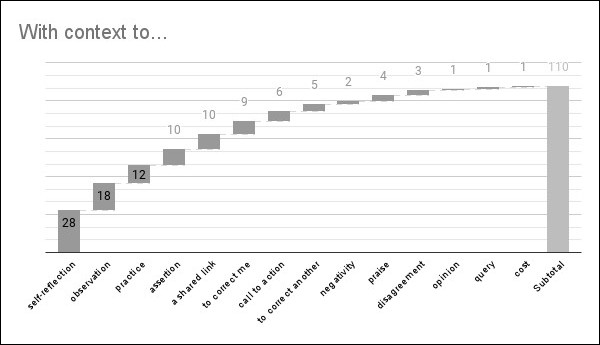 With context to...
28
18
12
10
10
9
6
5
2
4
3
1
1
1
110
self-reflection
observation
practice
assertion
a shared link
to correct me
call to a action
to correct another
negativity
praise
disagreement
opinion
query
cost
Subtotal